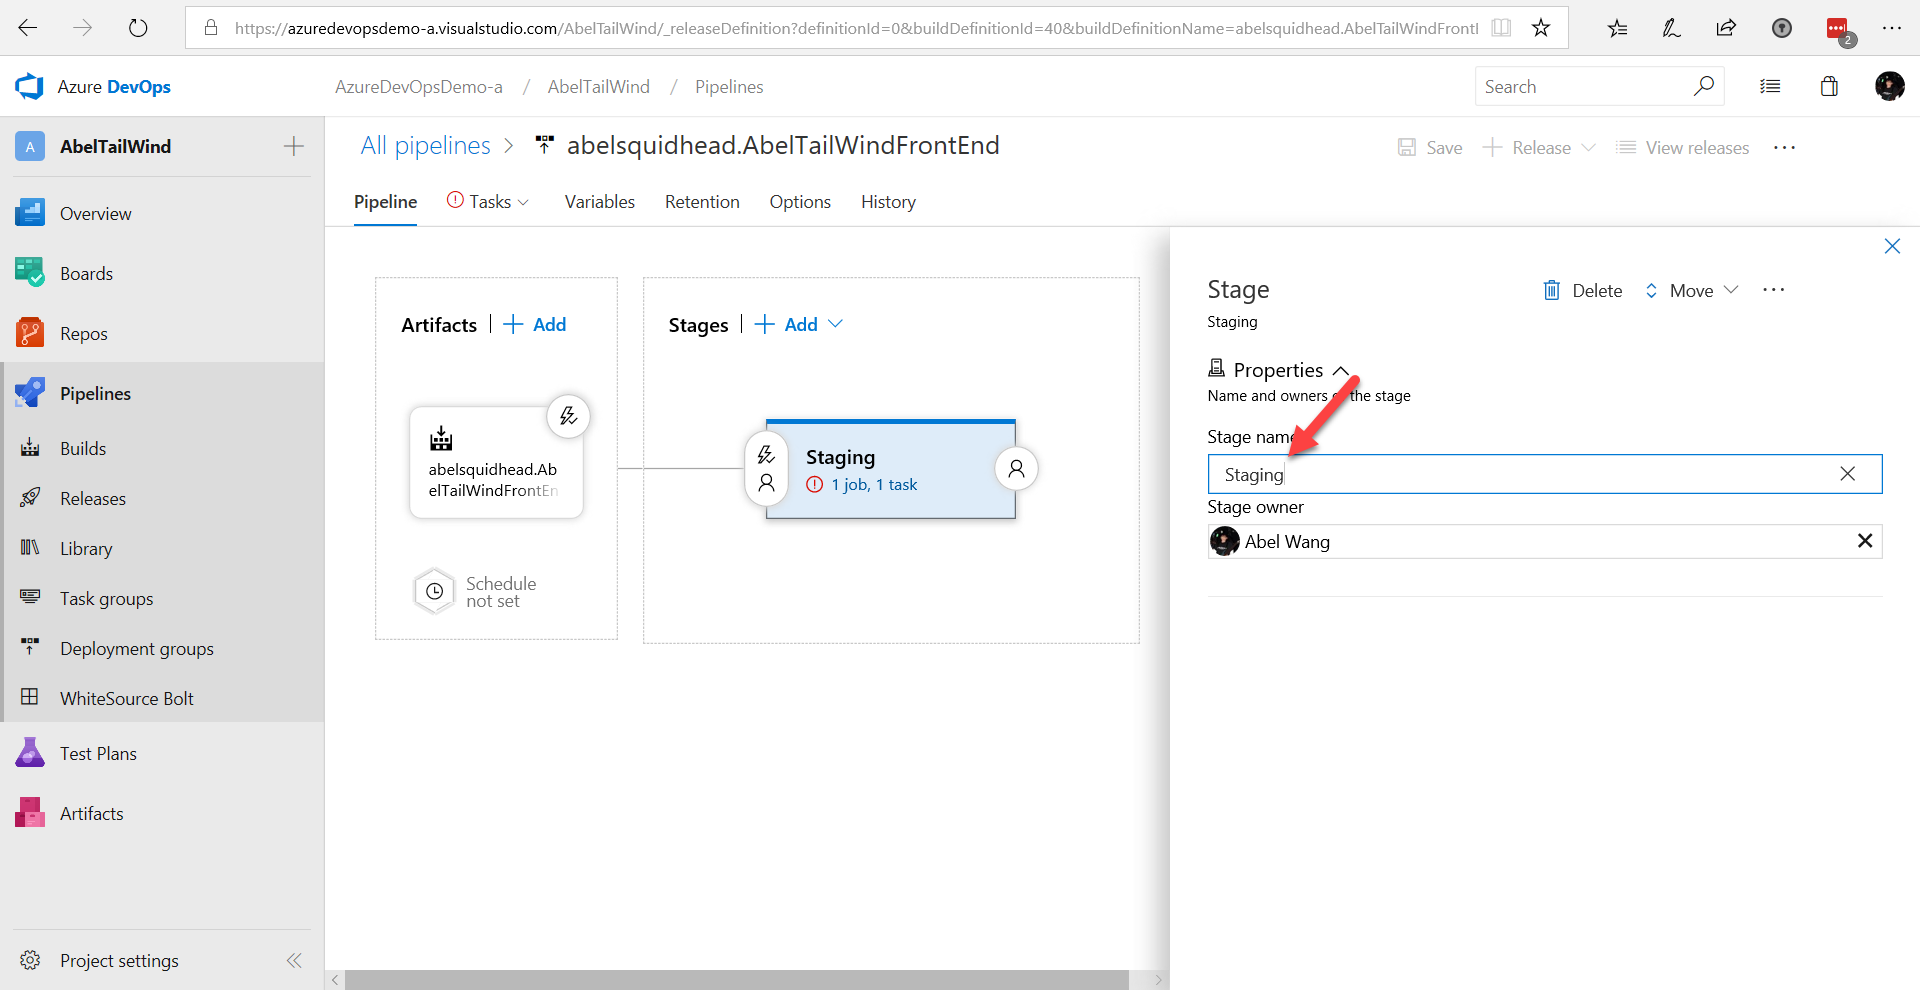 https://azuredevopsdemo-a.visualstudio.com/AbelTailWind/_releaseDefinition?definitionId=0&buildDefinitionId=40&buildDefinitionName=abelsquidhead.AbelTailWindFrontl
2
Azure DevOps
AzureDevOpsDemo-a / AbelTailWind / Pipelines
Search
A AbelTailWind
All pipelines > abelsquidhead.AbelTailWindFrontEnd
Save Release View releases ...
Pipeline Tasks Variables Retention Options History
Overview
Boards
Repos
Pipelines
Builds
Releases
Library
Task groups
Deployment groups
WhiteSource Bolt
Test Plans
Artifacts
Project settings
Artifacts | + Add
abelsquidhead.Ab
elTailWindFrontEn
Schedule
not set
Stages | + Add
Staging
1 job, 1 task
Stage
Delete Move ...
Staging
Properties
Name and owners of the stage
Stage name
Staging
Stage owner
Abel Wang